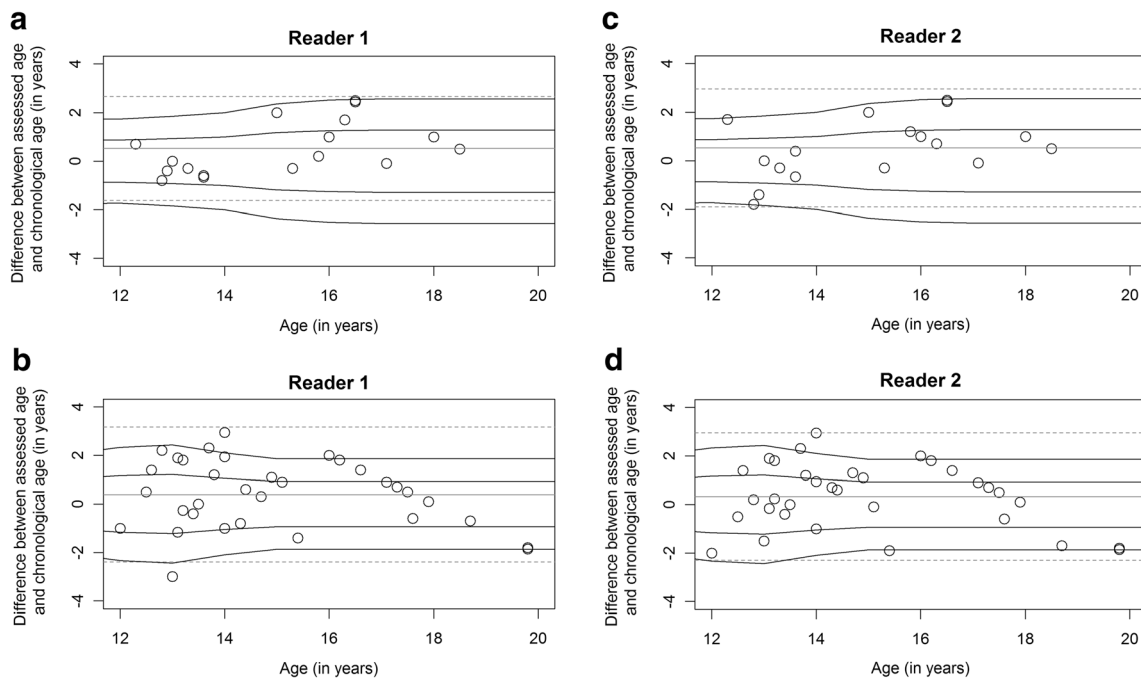 a
Reader 1
Difference between assessed age
and chronological age (in years)
4
2
0
-2
-4
12 14 16 18 20
Age (in years)
c
Reader 2
Difference between assessed age
and chronological age (in years)
4
2
0
-2
-4
12 14 16 18 20
Age (in years)
b
Reader 1
Difference between assessed age
and chronological age (in years)
4
2
0
-2
-4
12 14 16 18 20
Age (in years)
d
Reader 2
Difference between assessed age
and chronological age (in years)
4
2
0
-2
-4
12 14 16 18 20
Age (in years)